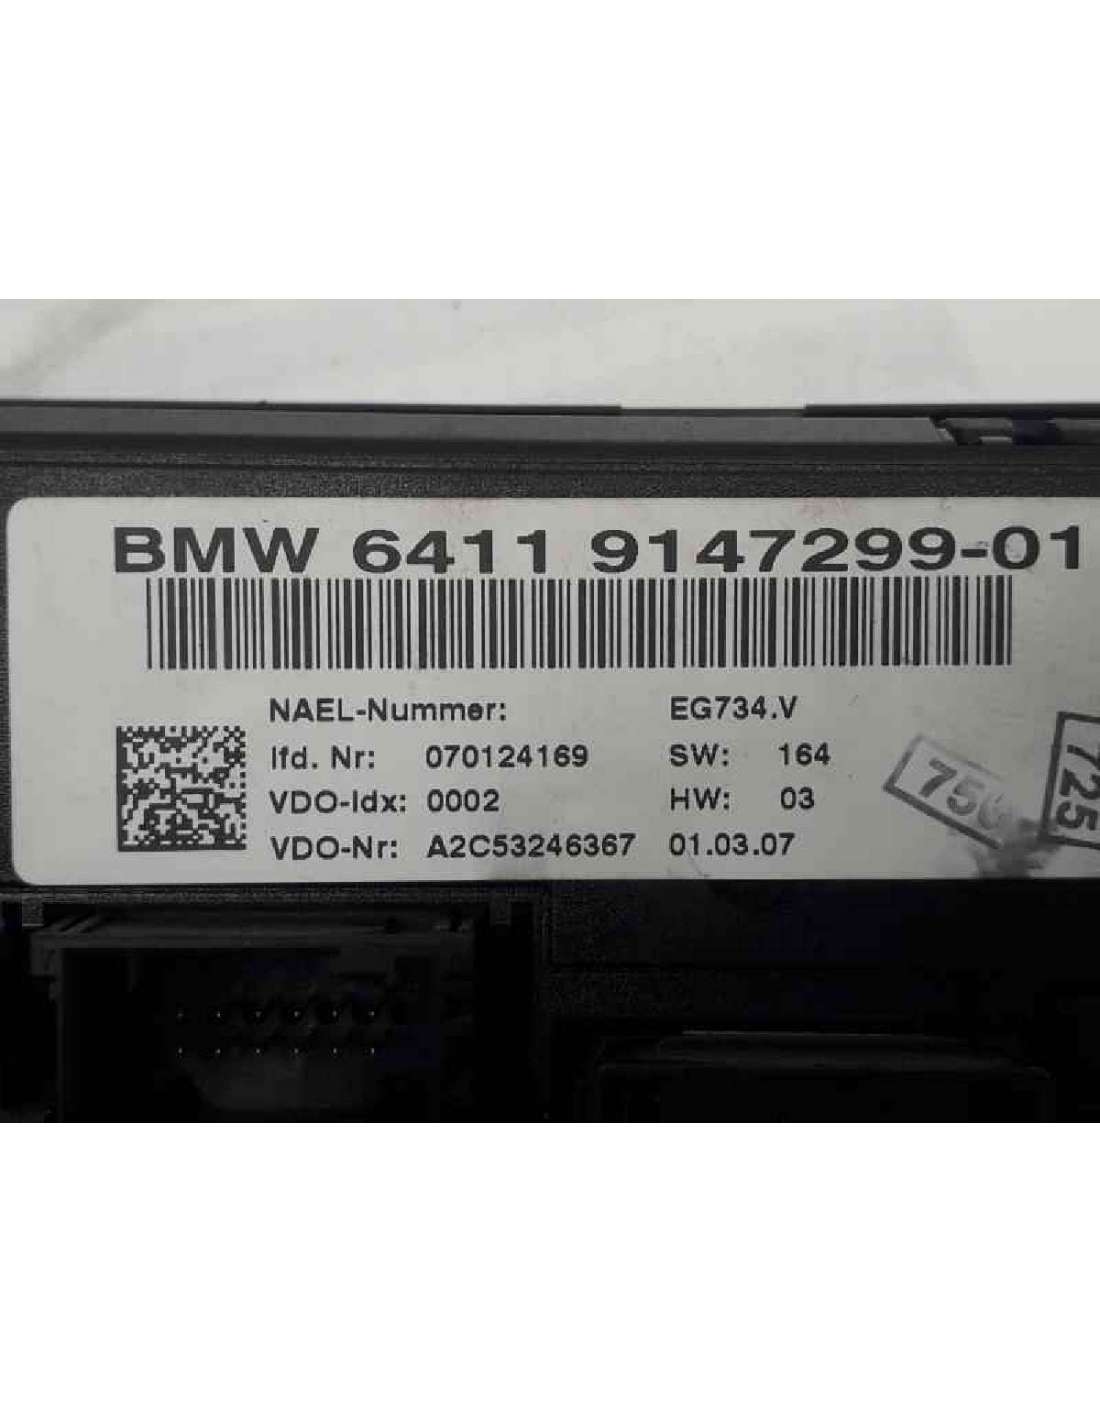 BMW 6411 9147299-01
NAEL-Nummer: EG734.V
lfd. Nr: 070124169 SW: 164
VDO-Idx: 0002 HW: 03
VDO-Nr: A2C53246367 01.03.07
725